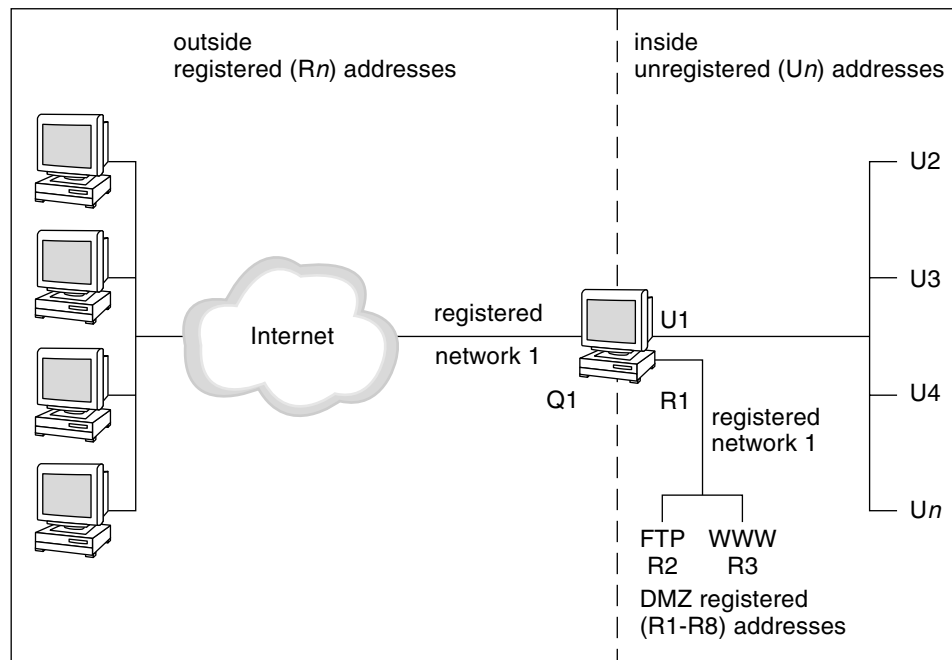 outside
registered (Rn) addresses
inside
unregistered (Un) addresses
U2
U3
Internet
registered
network 1
U1
Q1
R1
U4
registered
network 1
Un
FTP WWW
R2 R3
DMZ registered
(R1-R8) addresses